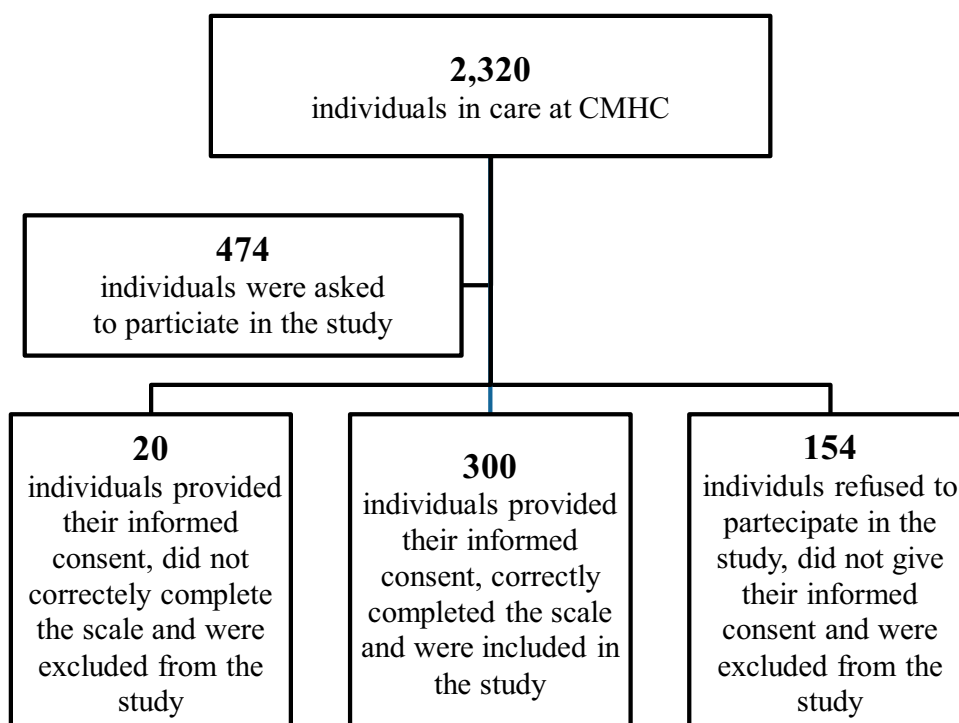 2,320
individuals in care at CMHC
474
individuals were asked
to particiate in the study
20
individuals provided
their informed
consent, did not
correctely complete
the scale and were
excluded from the
study
300
individuals provided
their informed
consent, correctly
completed the scale
and were included in
the study
154
individuls refused to
partecipate in the
study, did not give
their informed
consent and were
excluded from the
study